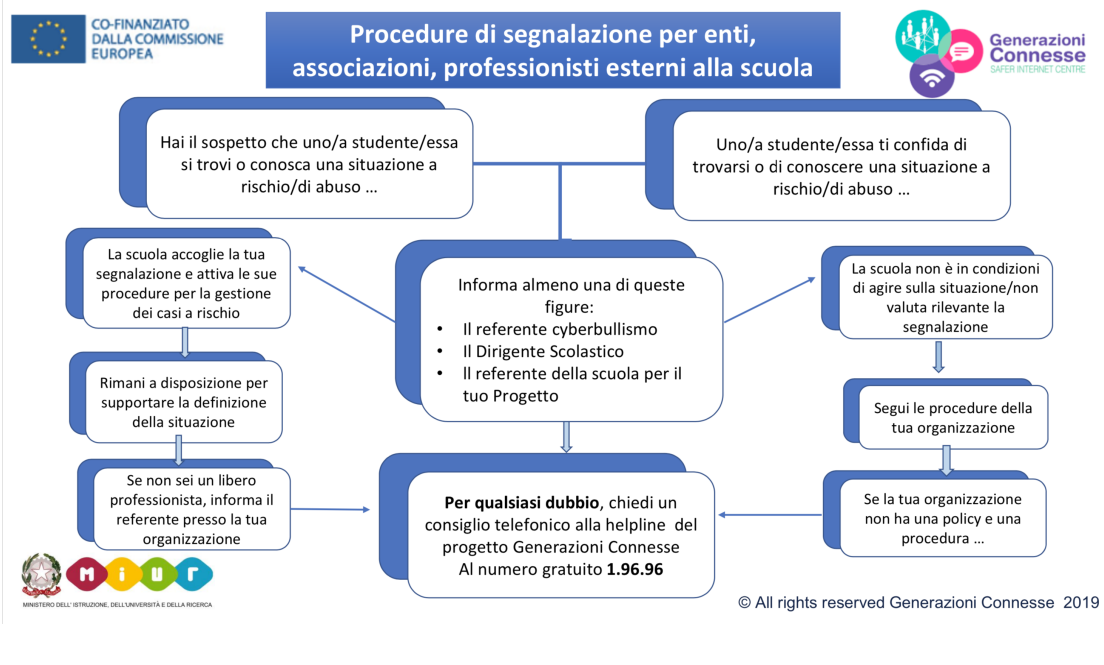 CO-FINANZIATO
DALLA COMMISSIONE
EUROPEA
Procedure di segnalazione per enti,
associazioni, professionisti esterni alla scuola
Generazioni
Connesse
SAFER INTERNET CENTRE
Hai il sospetto che uno/a studente/essa
si trovi o conosca una situazione a
rischio/di abuso ...
Uno/a studente/essa ti confida di
trovarsi o di conoscere una situazione a
rischio/di abuso ...
La scuola accoglie la tua
segnalazione e attiva le sue
procedure per la gestione
dei casi a rischio
Informa almeno una di queste
figure:
• Il referente cyberbullismo
• Il Dirigente Scolastico
• Il referente della scuola per il
tuo Progetto
La scuola non è in condizioni
di agire sulla situazione/non
valuta rilevante la
segnalazione
Rimani a disposizione per
supportare la definizione
della situazione
Segui le procedure della
tua organizzazione
Se non sei un libero
professionista, informa il
referente presso la tua
organizzazione
Per qualsiasi dubbio, chiedi un
consiglio telefonico alla helpline del
progetto Generazioni Connesse
Al numero gratuito 1.96.96
Se la tua organizzazione
non ha una policy e una
procedura ...
miur
MINISTERO DELL' ISTRUZIONE, DELL'UNIVERSITÀ E DELLA RICERCA
© All rights reserved Generazioni Connesse 2019